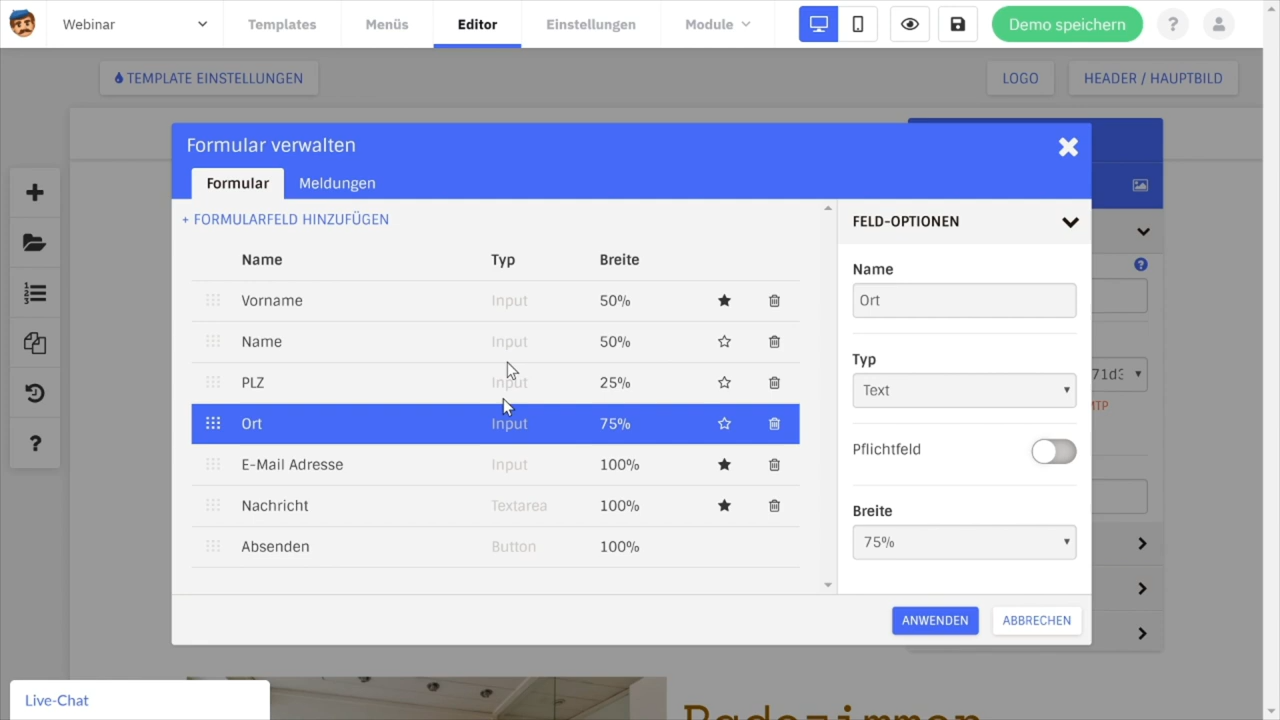 Webinar Templates Menüs Editor Einstellungen Module Demo speichern ?
TEMPLATE EINSTELLUNGEN LOGO HEADER / HAUPTBILD
Formular verwalten
Formular Meldungen
+ FORMULARFELD HINZUFÜGEN
Name Typ Breite
Vorname Input 50%
Name Input 50%
PLZ Input 25%
Ort Input 75%
E-Mail Adresse Input 100%
Nachricht Textarea 100%
Absenden Button 100%
FELD-OPTIONEN
Name
Ort
Typ
Text
Pflichtfeld
Breite
75%
ANWENDEN ABBRECHEN
?
?
Live-Chat
Badezimmer